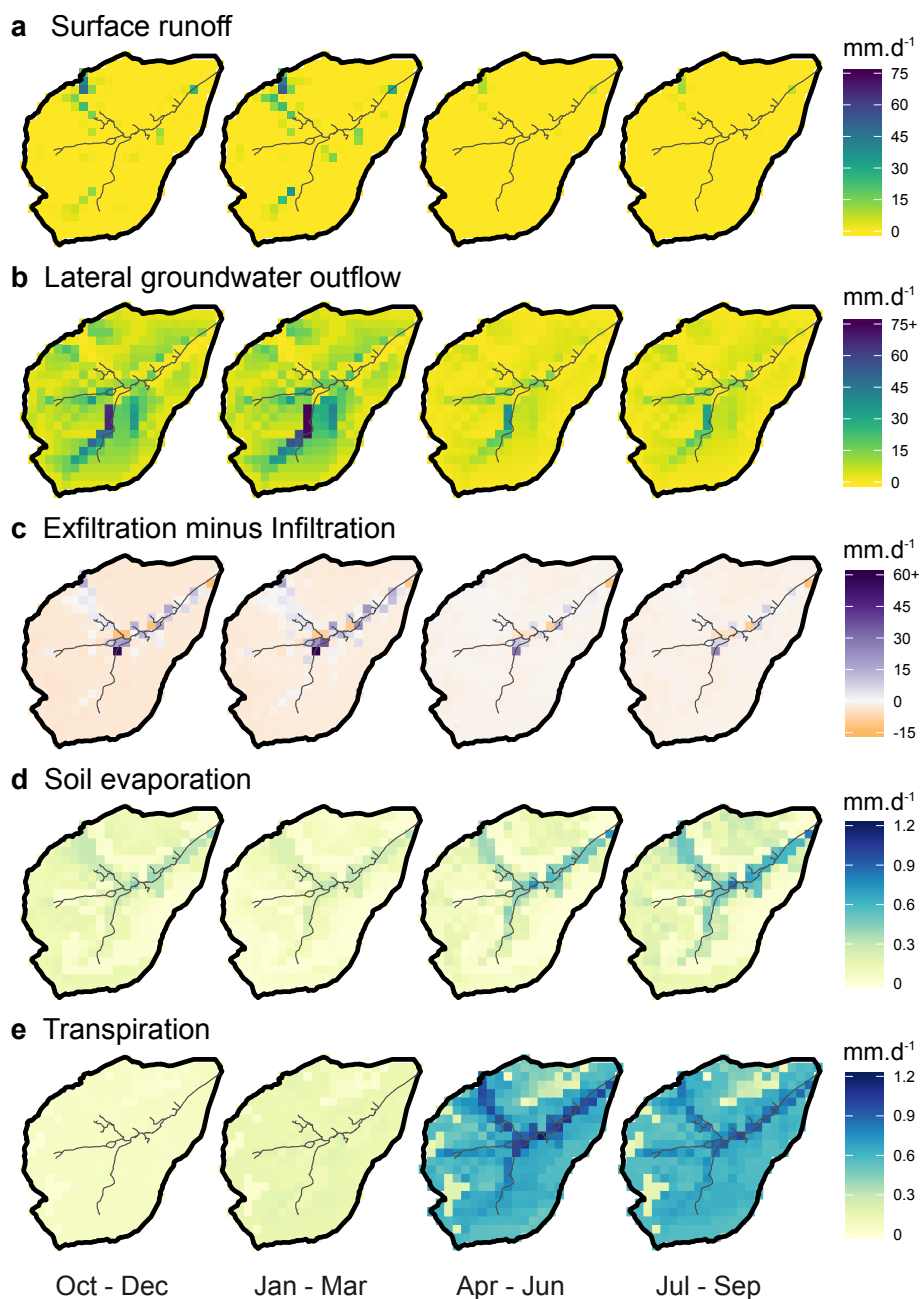 a Surface runoff
mm.d-1
75
60
45
30
15
0
b Lateral groundwater outflow
mm.d-1
75+
60
45
30
15
0
c Exfiltration minus Infiltration
mm.d-1
60+
45
30
15
0
-15
d Soil evaporation
mm.d-1
1.2
0.9
0.6
0.3
0
e Transpiration
mm.d-1
1.2
0.9
0.6
0.3
0
Oct - Dec Jan - Mar Apr - Jun Jul - Sep